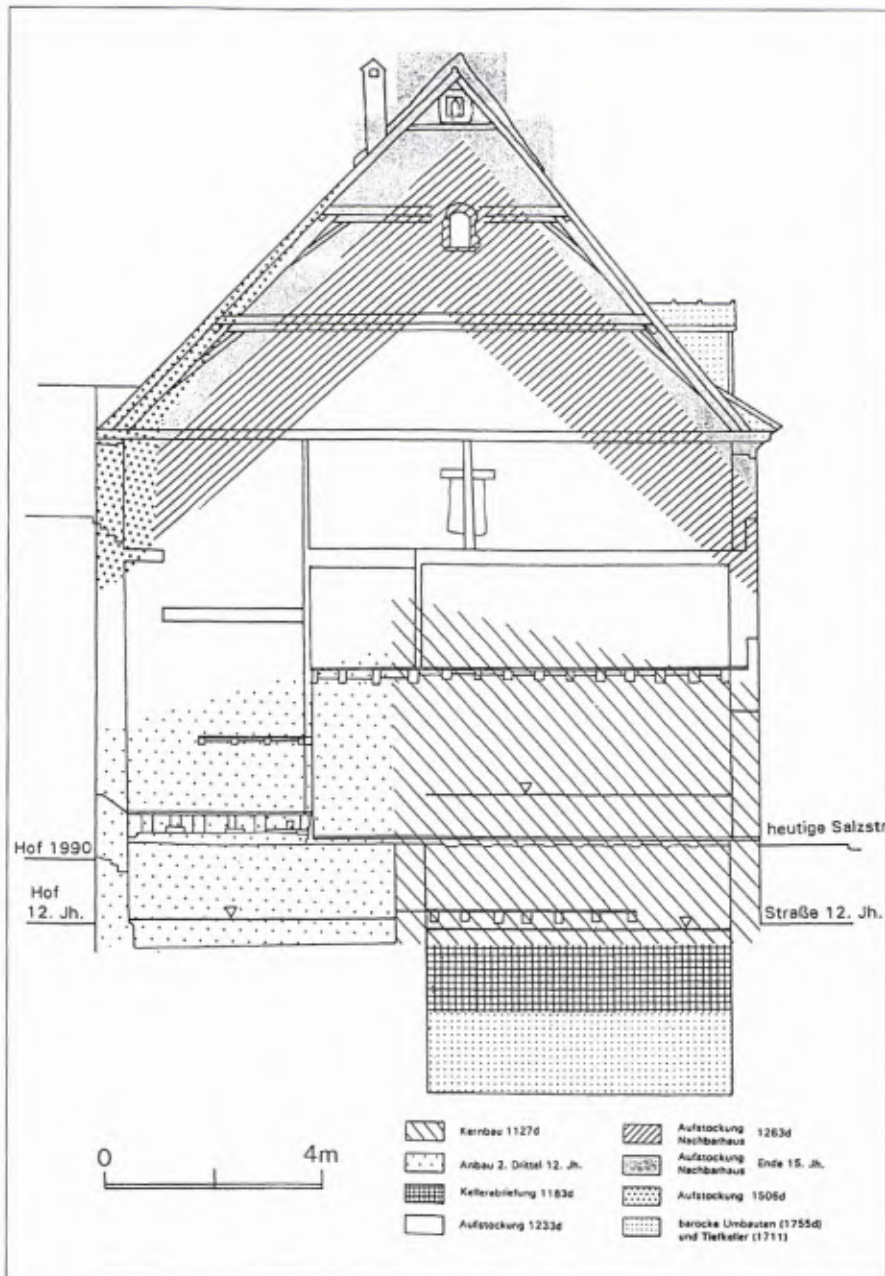 Hof 1990
heutige Salzstr
Hof
12. Jh.
Straße 12. Jh.
0 4m
Kernbau 1127d
Anbau 2. Drittel 12. Jh.
Kellerabtiefung 1183d
Aufstockung 1233d
Aufstockung
Nachbarhaus 1263d
Aufstockung
Nachbarhaus Ende 15. Jh.
Aufstockung 1506d
barocke Umbauten (1755d)
und Tiefkeller (1711)